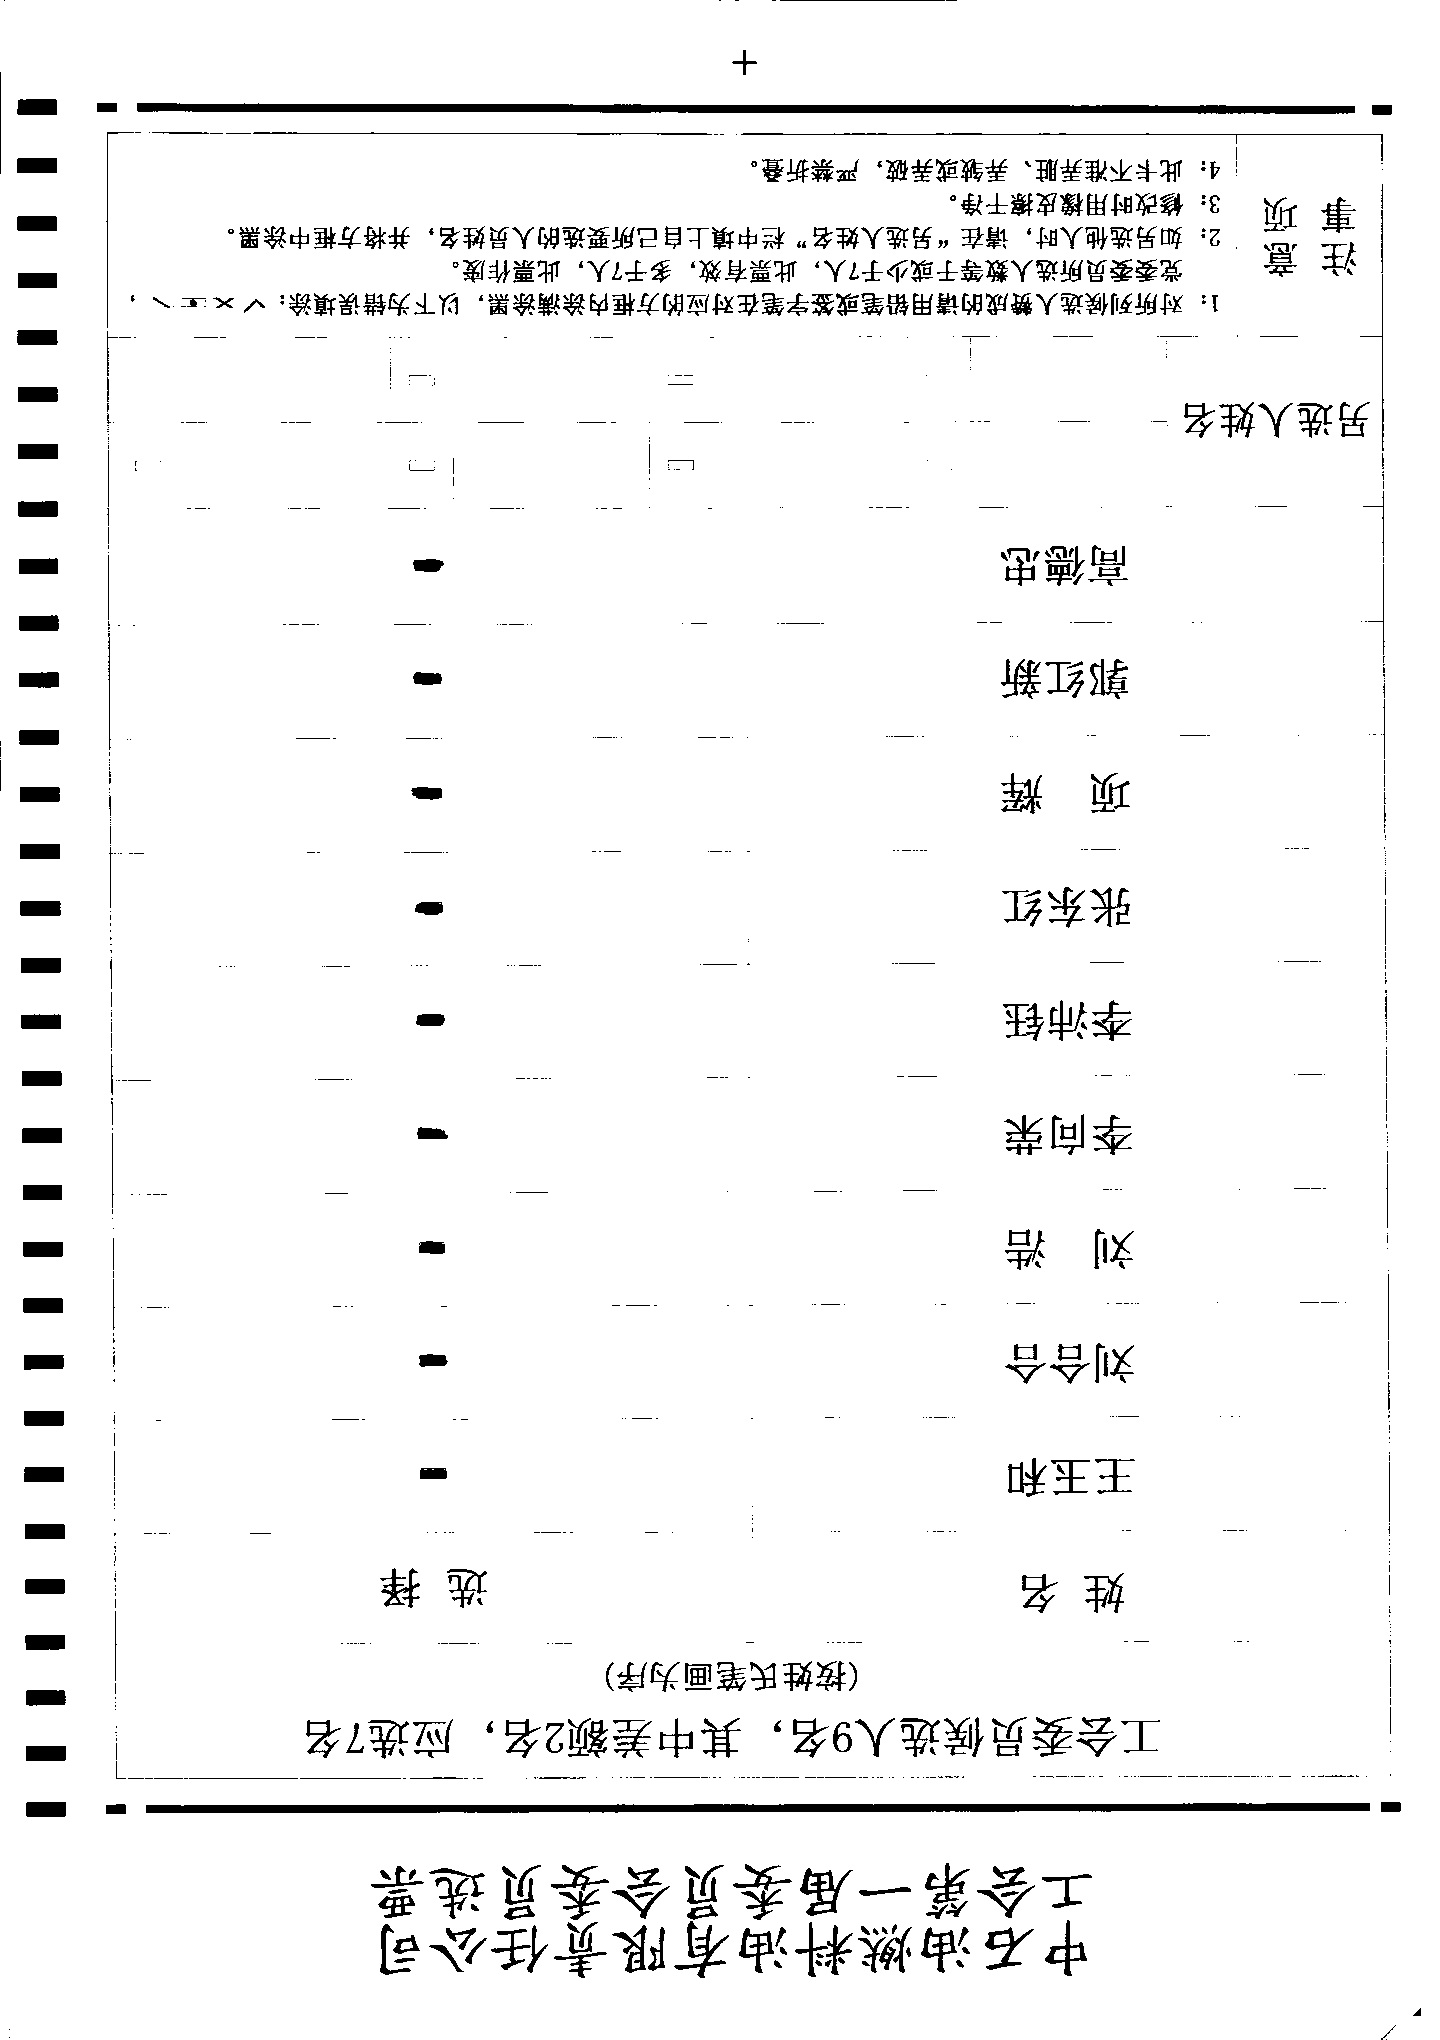 中石油燃料油有限责任公司
工会第一届委员会委员选票
工会委员候选人9名，其中差额2名，应选7名
(按姓氏笔画为序)
姓 名 选 择
王玉和
刘合合
刘 浩
李向荣
李沛钰
张东红
项 辉
郭红新
高德忠
另选人姓名
注 意
事 项
1：对所列候选人赞成的请用铅笔或签字笔在对应的方框内涂满涂黑，以下为错误填涂：
党委委员所选人数等于或少于7人，此票有效，多于7人，此票作废。
2：如另选他人时，请在“另选人姓名”栏中填上自己所要选的人员姓名，并将方框中涂黑。
3：修改时用橡皮擦干净。
4：此卡不准弄脏、弄皱或弄破，严禁折叠。